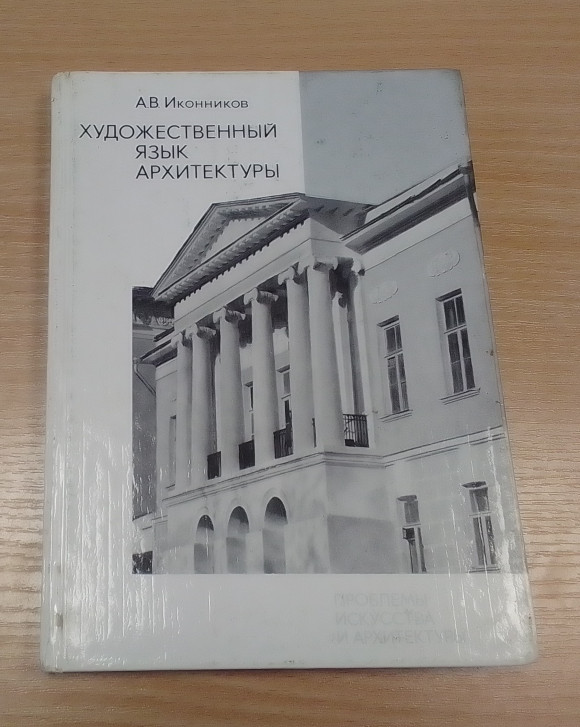 А.В. Иконников
ХУДОЖЕСТВЕННЫЙ
ЯЗЫК
АРХИТЕКТУРЫ
ПРОБЛЕМЫ
ИСКУССТВА
И АРХИТЕКТУРЫ